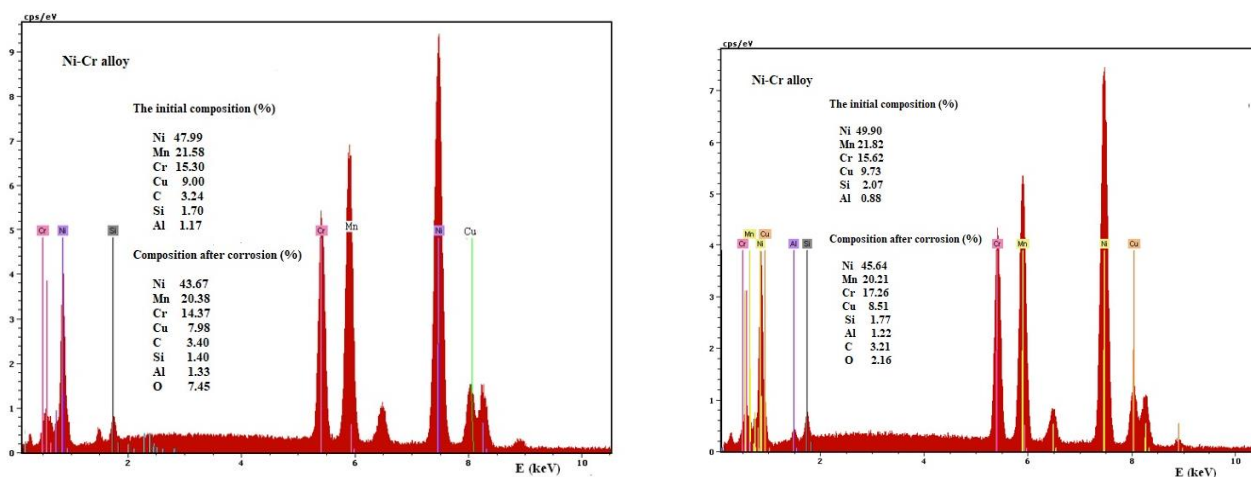 cps/eV
9
8
7
6
5
4
3
2
1
0
Ni-Cr alloy
The initial composition (%)
Ni 47.99
Mn 21.58
Cr 15.30
Cu 9.00
C 3.24
Si 1.70
Al 1.17
Composition after corrosion (%)
Ni 43.67
Mn 20.38
Cr 14.37
Cu 7.98
C 3.40
Si 1.40
Al 1.33
O 7.45
Cr Ni Si Cr Mn Ni Cu
2 4 6 8 10
E (keV)
cps/eV
7
6
5
4
3
2
1
0
Ni-Cr alloy
The initial composition (%)
Ni 49.90
Mn 21.82
Cr 15.62
Cu 9.73
Si 2.07
Al 0.88
Composition after corrosion (%)
Ni 45.64
Mn 20.21
Cr 17.26
Cu 8.51
Si 1.77
Al 1.22
C 3.21
O 2.16
Mn Cu
Cr Ni Al Si Cr Mn Ni Cu
2 4 6 8 10
E (keV)